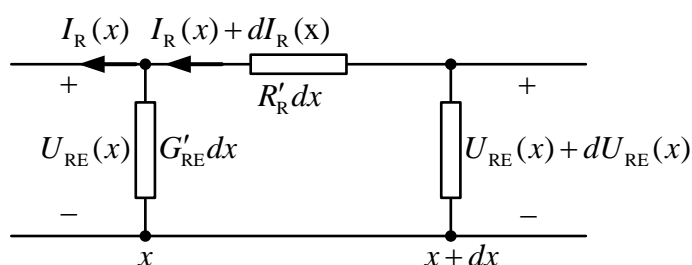 I_R(x) I_R(x)+dI_R(x)
+ R′_R dx +
U_RE(x) G′_RE dx U_RE(x)+dU_RE(x)
− −
x x+dx